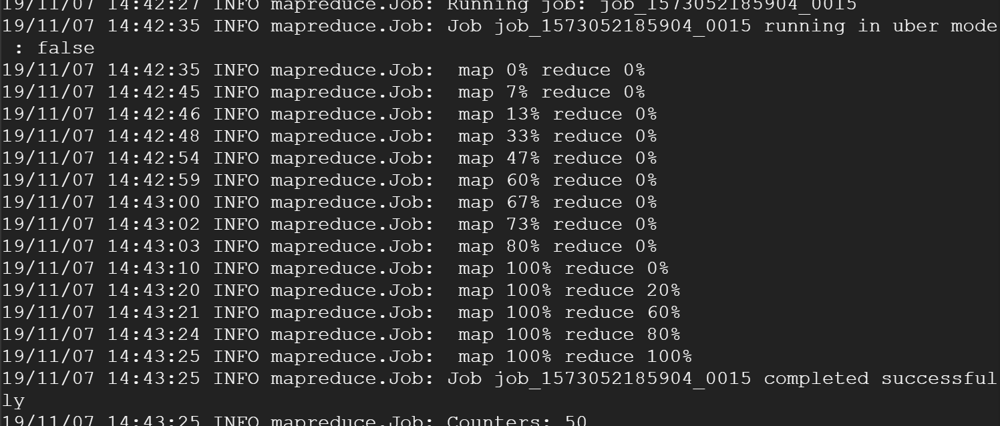 19/11/07 14:42:27 INFO mapreduce.Job: Running job: job_1573052185904_0015
19/11/07 14:42:35 INFO mapreduce.Job: Job job_1573052185904_0015 running in uber mode
 : false
19/11/07 14:42:35 INFO mapreduce.Job:  map 0% reduce 0%
19/11/07 14:42:45 INFO mapreduce.Job:  map 7% reduce 0%
19/11/07 14:42:46 INFO mapreduce.Job:  map 13% reduce 0%
19/11/07 14:42:48 INFO mapreduce.Job:  map 33% reduce 0%
19/11/07 14:42:54 INFO mapreduce.Job:  map 47% reduce 0%
19/11/07 14:42:59 INFO mapreduce.Job:  map 60% reduce 0%
19/11/07 14:43:00 INFO mapreduce.Job:  map 67% reduce 0%
19/11/07 14:43:02 INFO mapreduce.Job:  map 73% reduce 0%
19/11/07 14:43:03 INFO mapreduce.Job:  map 80% reduce 0%
19/11/07 14:43:10 INFO mapreduce.Job:  map 100% reduce 0%
19/11/07 14:43:20 INFO mapreduce.Job:  map 100% reduce 20%
19/11/07 14:43:21 INFO mapreduce.Job:  map 100% reduce 60%
19/11/07 14:43:24 INFO mapreduce.Job:  map 100% reduce 80%
19/11/07 14:43:25 INFO mapreduce.Job:  map 100% reduce 100%
19/11/07 14:43:25 INFO mapreduce.Job: Job job_1573052185904_0015 completed successful
ly
19/11/07 14:43:25 INFO mapreduce.Job: Counters: 50